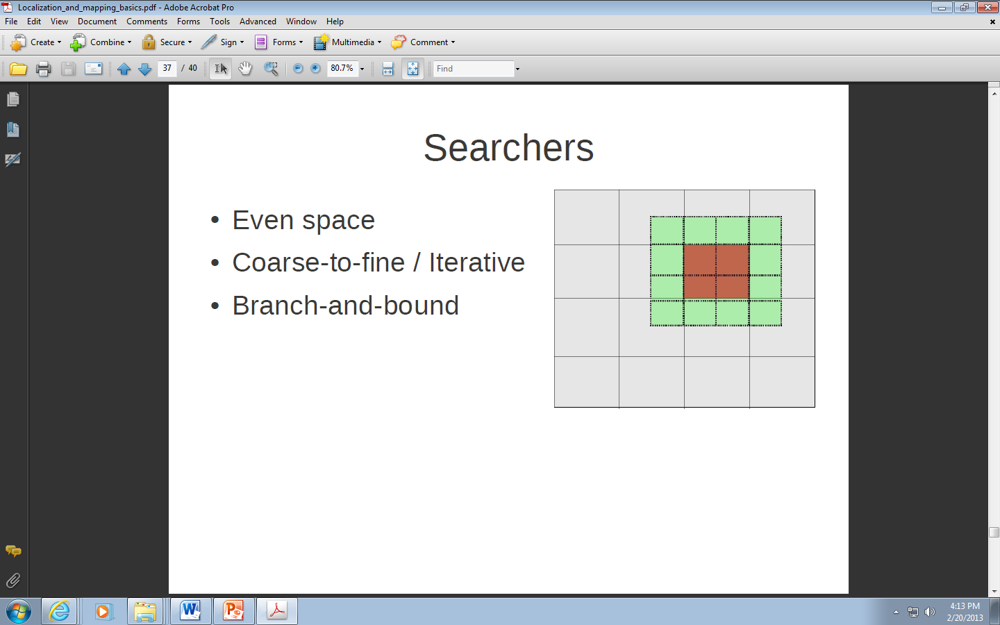 Localization_and_mapping_basics.pdf - Adobe Acrobat Pro
File Edit View Document Comments Forms Tools Advanced Window Help
Create Combine Secure Sign Forms Multimedia Comment
37 / 40 80.7% Find
Searchers
• Even space
• Coarse-to-fine / Iterative
• Branch-and-bound
4:13 PM
2/20/2013